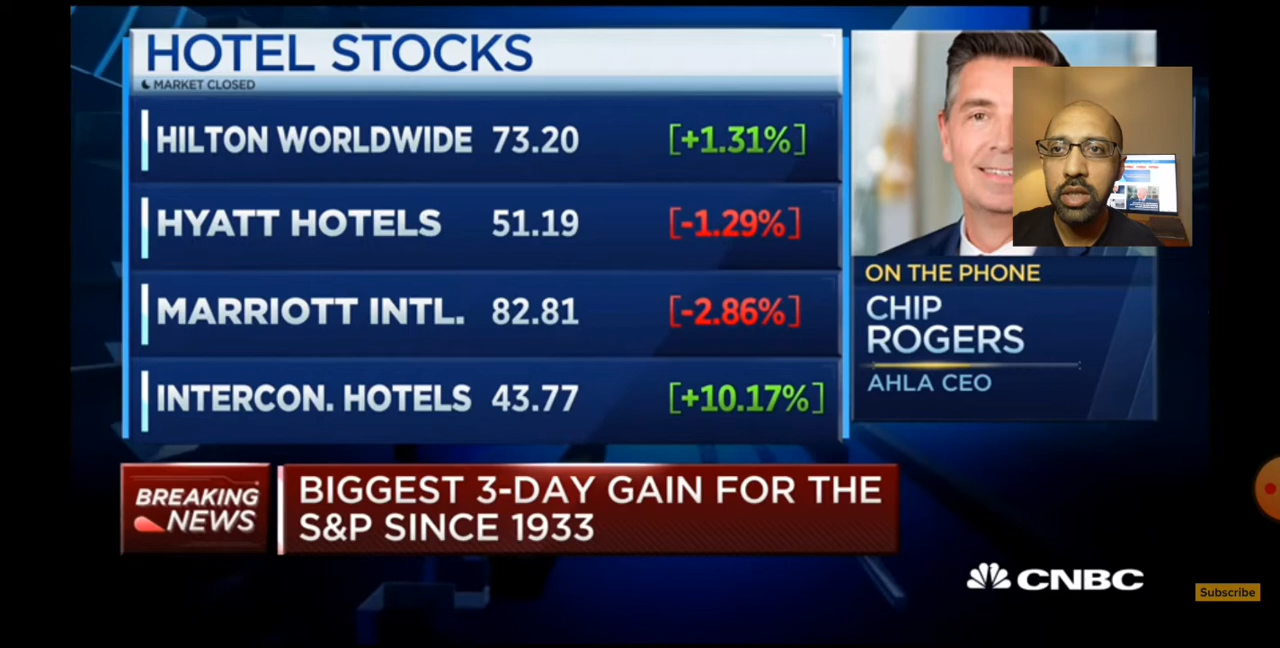 HOTEL STOCKS
MARKET CLOSED
HILTON WORLDWIDE 73.20 [+1.31%]
HYATT HOTELS 51.19 [-1.29%]
MARRIOTT INTL. 82.81 [-2.86%]
INTERCON. HOTELS 43.77 [+10.17%]
ON THE PHONE
CHIP
ROGERS
AHLA CEO
BREAKING
NEWS
BIGGEST 3-DAY GAIN FOR THE
S&P SINCE 1933
CNBC
Subscribe